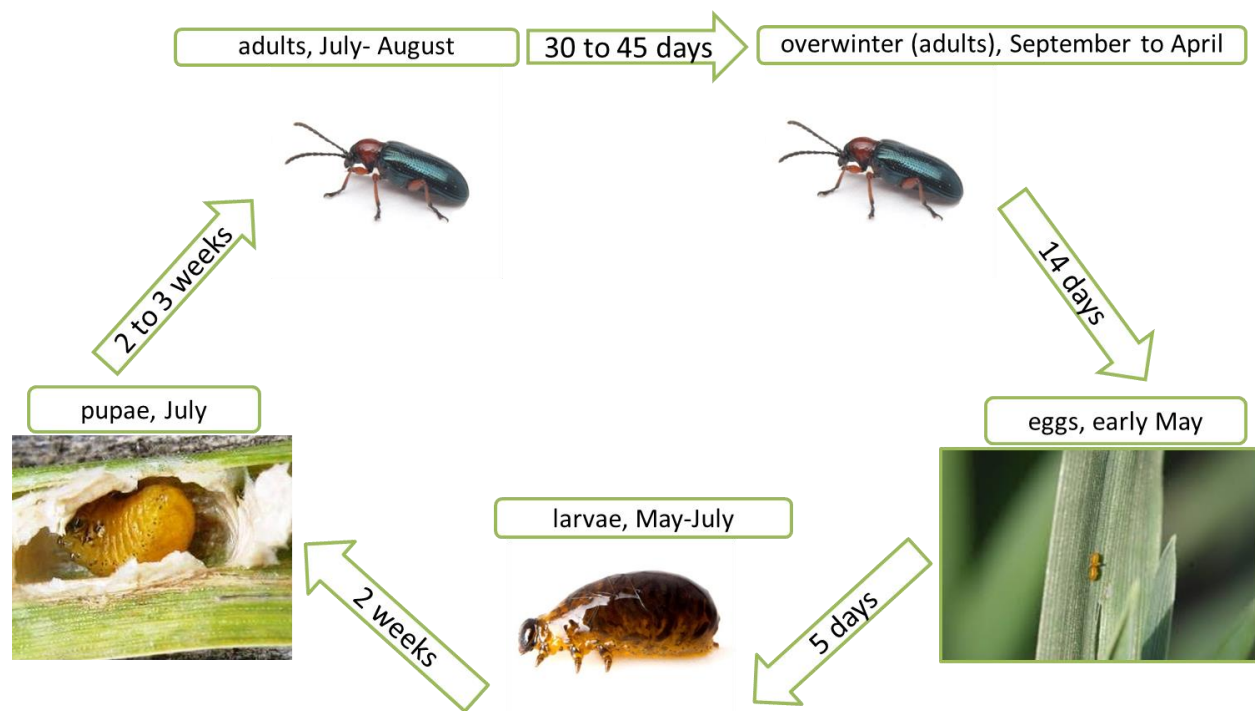 adults, July- August
30 to 45 days
overwinter (adults), September to April
14 days
eggs, early May
5 days
larvae, May-July
2 weeks
pupae, July
2 to 3 weeks